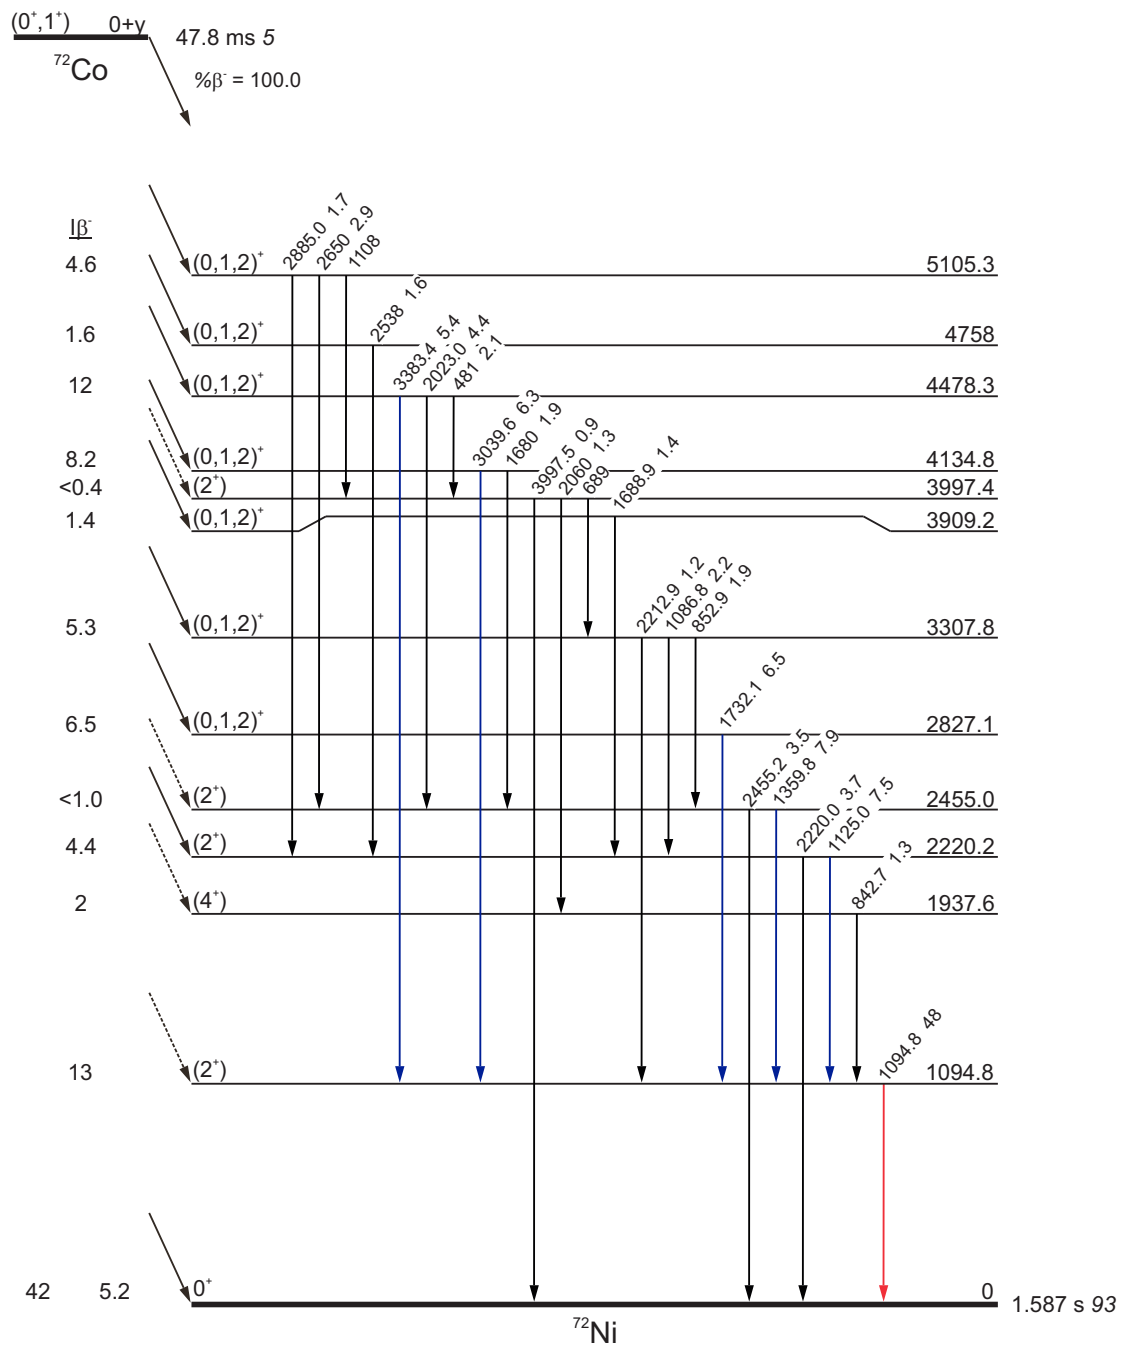 (0⁺,1⁺) 0+y
⁷²Co
47.8 ms 5
%β⁻ = 100.0
Iβ⁻
2885.0 1.7
2650 2.9
1108
4.6 (0,1,2)⁺ 5105.3
2538 1.6
1.6 (0,1,2)⁺ 4758
3383.4 5.4
2023.0 4.4
481 2.1
12 (0,1,2)⁺ 4478.3
3039.6 6.3
1680 1.9
8.2 (0,1,2)⁺ 4134.8
3997.5 0.9
2060 1.3
689
<0.4 (2⁺) 3997.4
1688.9 1.4
1.4 (0,1,2)⁺ 3909.2
2212.9 1.2
1086.8 2.2
852.9 1.9
5.3 (0,1,2)⁺ 3307.8
1732.1 6.5
6.5 (0,1,2)⁺ 2827.1
2455.2 3.5
1359.8 7.9
<1.0 (2⁺) 2455.0
2220.0 3.7
1125.0 7.5
4.4 (2⁺) 2220.2
842.7 1.3
2 (4⁺) 1937.6
1094.8 48
13 (2⁺) 1094.8
42 5.2 0⁺ 0
1.587 s 93
⁷²Ni